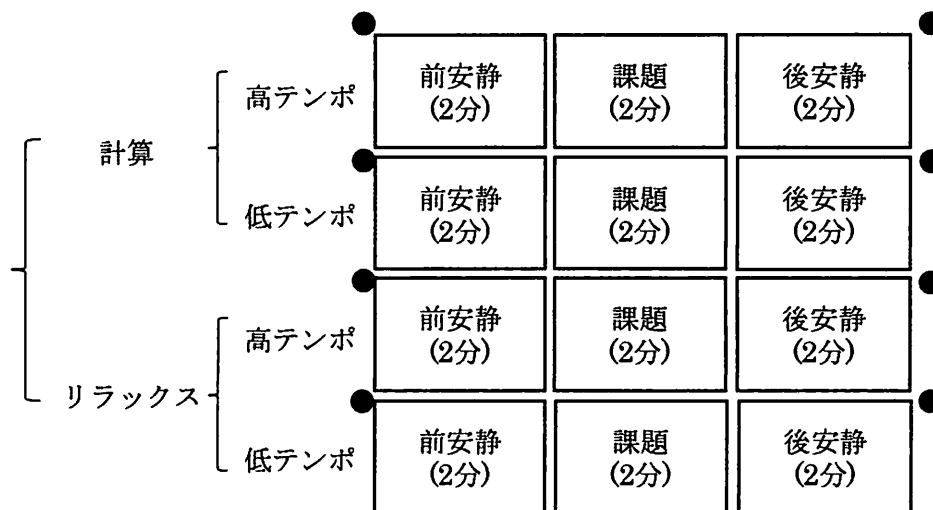 高テンポ
前安静
(2分)
課題
(2分)
後安静
(2分)
計算
低テンポ
前安静
(2分)
課題
(2分)
後安静
(2分)
高テンポ
前安静
(2分)
課題
(2分)
後安静
(2分)
リラックス
低テンポ
前安静
(2分)
課題
(2分)
後安静
(2分)